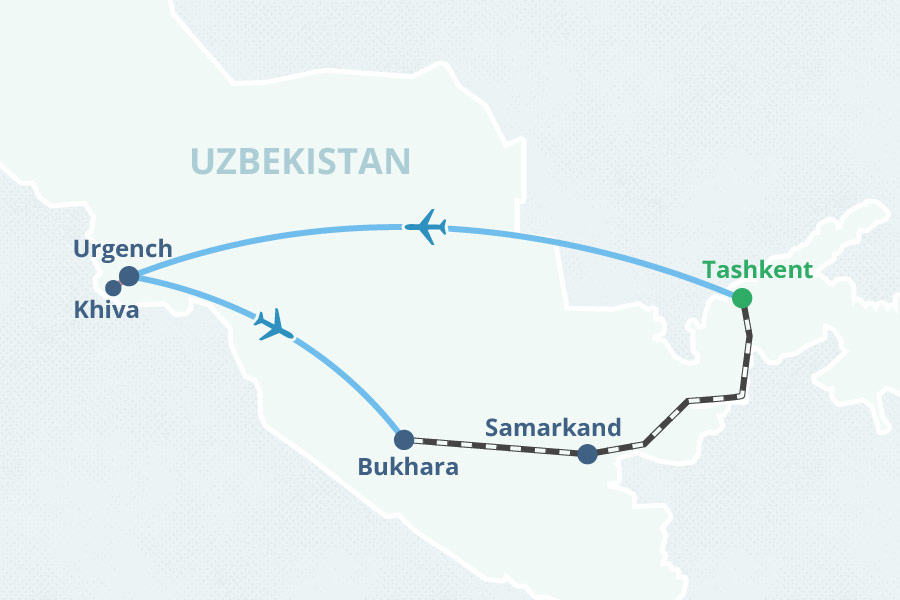 UZBEKISTAN
Urgench
Khiva
Tashkent
Samarkand
Bukhara